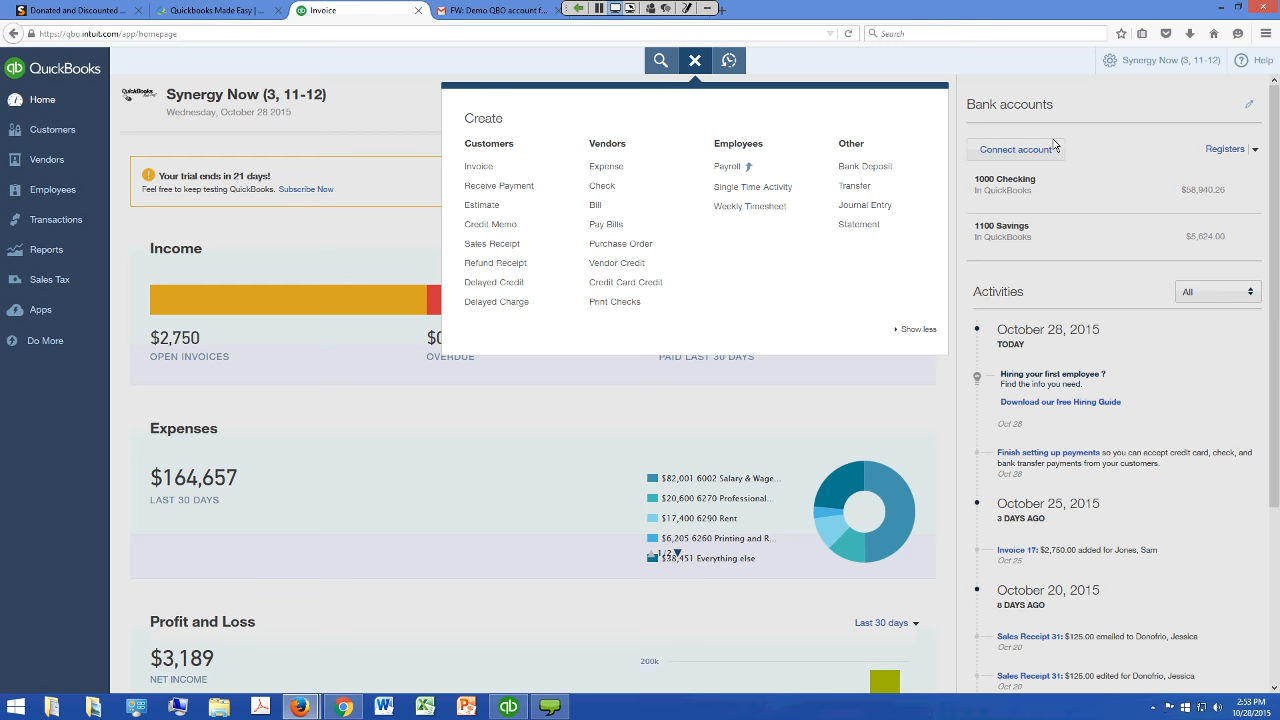 Donated and Discounted ...
Quickbooks Made Easy | ...
Invoice
FW: Demo QBO account f...
https://qbo.intuit.com/app/homepage
Search
QuickBooks
Synergy Now (3, 11-12)
Help
Home
Customers
Vendors
Employees
Transactions
Reports
Sales Tax
Apps
Do More
Synergy Now (3, 11-12)
Wednesday, October 28 2015
Your trial ends in 21 days!
Feel free to keep testing QuickBooks. Subscribe Now
Create
Customers
Invoice
Receive Payment
Estimate
Credit Memo
Sales Receipt
Refund Receipt
Delayed Credit
Delayed Charge
Vendors
Expense
Check
Bill
Pay Bills
Purchase Order
Vendor Credit
Credit Card Credit
Print Checks
Employees
Payroll
Single Time Activity
Weekly Timesheet
Other
Bank Deposit
Transfer
Journal Entry
Statement
Show less
Income
$2,750
OPEN INVOICES
$0
OVERDUE
PAID LAST 30 DAYS
Expenses
$164,657
LAST 30 DAYS
$82,001 6002 Salary & Wage...
$20,600 6270 Professional...
$17,400 6290 Rent
$6,205 6260 Printing and R...
1/2
$38,451 Everything else
Profit and Loss
Last 30 days
$3,189
NET INCOME
200k
Bank accounts
Connect account
Registers
1000 Checking
In QuickBooks
$58,940.26
1100 Savings
In QuickBooks
$5,624.00
Activities
All
October 28, 2015
TODAY
Hiring your first employee ?
Find the info you need.
Download our free Hiring Guide
Oct 28
Finish setting up payments so you can accept credit card, check, and
bank transfer payments from your customers.
Oct 28
October 25, 2015
3 DAYS AGO
Invoice 17: $2,750.00 added for Jones, Sam
Oct 25
October 20, 2015
8 DAYS AGO
Sales Receipt 31: $125.00 emailed to Donofrio, Jessica
Oct 20
Sales Receipt 31: $125.00 edited for Donofrio, Jessica
Oct 20
2:53 PM
10/28/2015